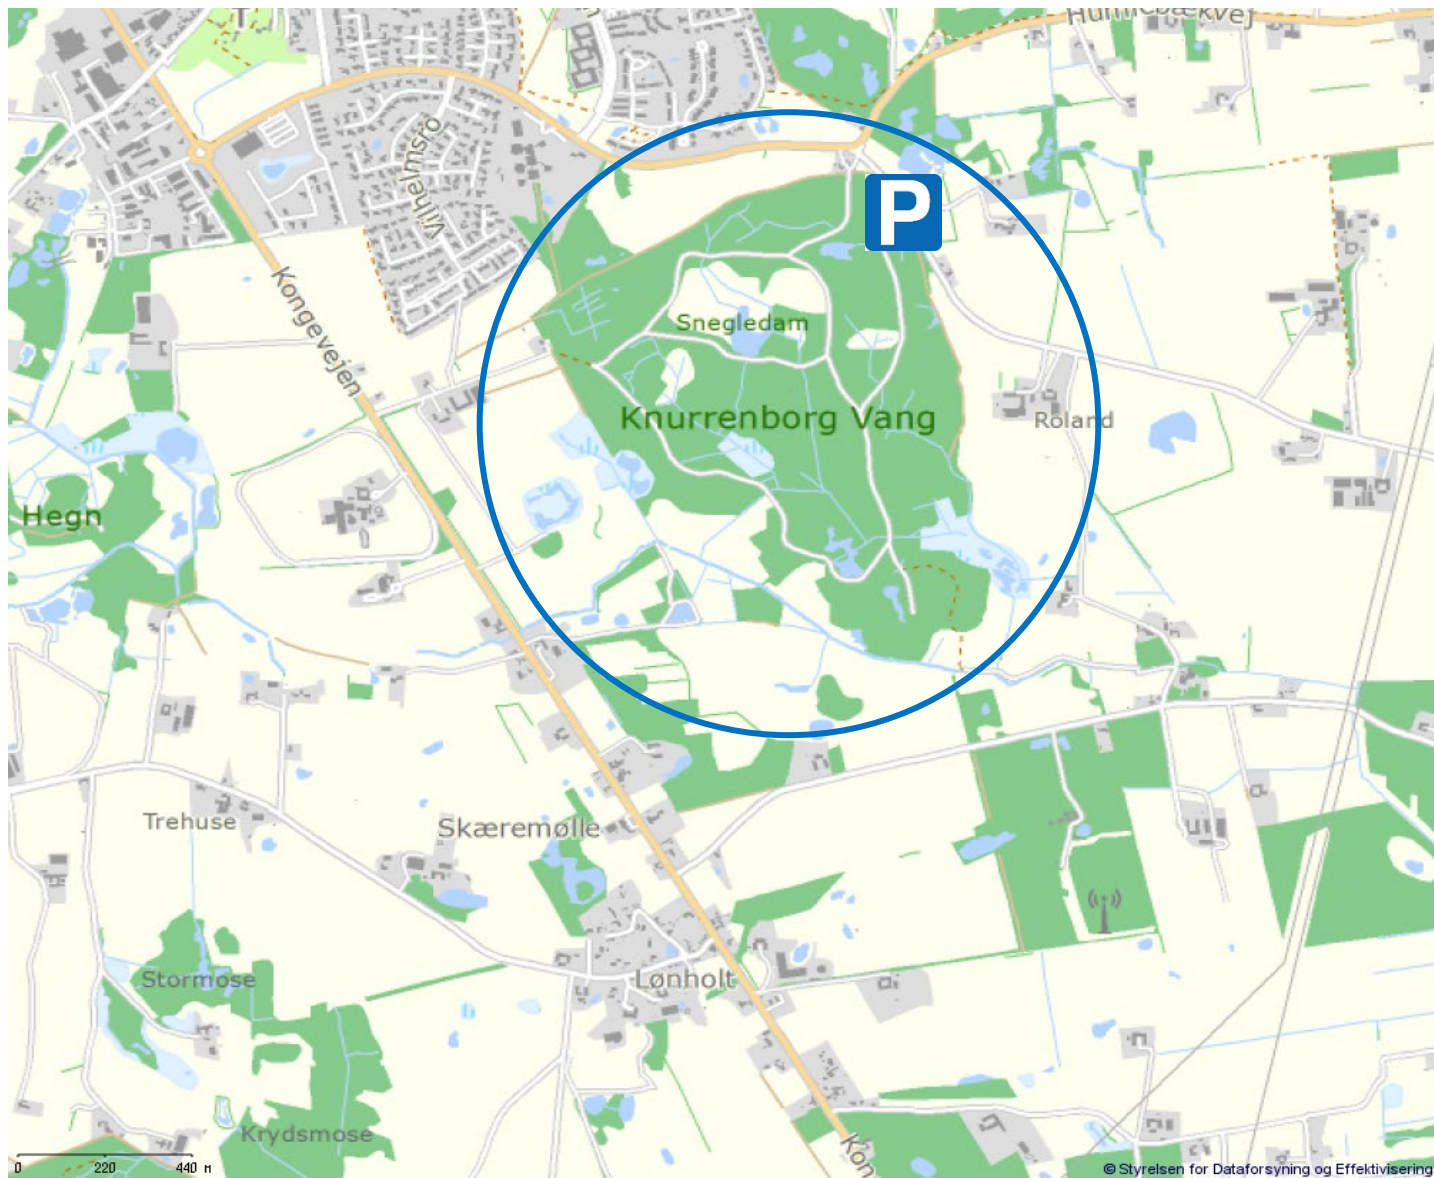 Vilhelmsro
P
Kongevejen
Snegledam
Knurrenborg Vang
Roland
Hegn
Trehuse
Skæremølle
Stormose
Lønholt
Krydsmose
Kon
0 220 440 м
© Styrelsen for Dataforsyning og Effektivisering